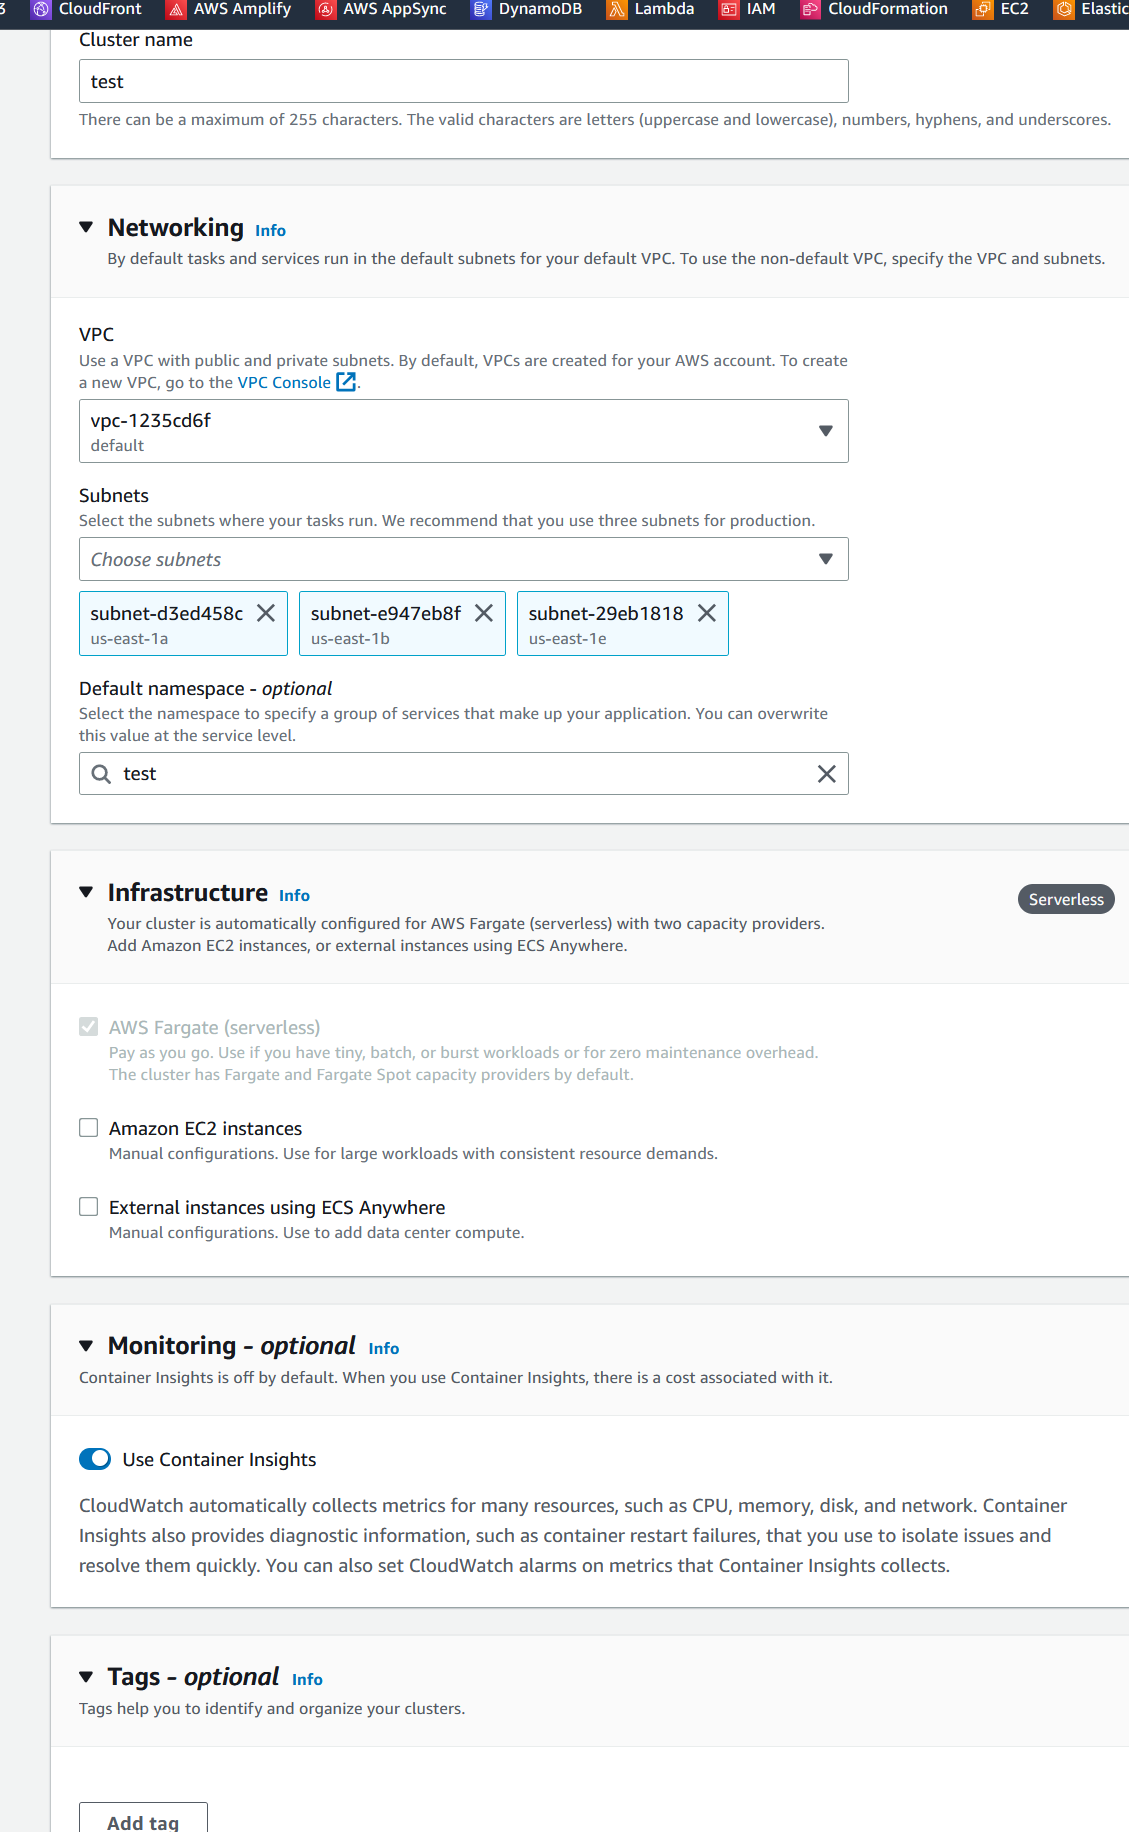 3 CloudFront AWS Amplify AWS AppSync DynamoDB Lambda IAM CloudFormation EC2 Elastic
Cluster name
test
There can be a maximum of 255 characters. The valid characters are letters (uppercase and lowercase), numbers, hyphens, and underscores.
Networking Info
By default tasks and services run in the default subnets for your default VPC. To use the non-default VPC, specify the VPC and subnets.
VPC
Use a VPC with public and private subnets. By default, VPCs are created for your AWS account. To create
a new VPC, go to the VPC Console.
vpc-1235cd6f
default
Subnets
Select the subnets where your tasks run. We recommend that you use three subnets for production.
Choose subnets
subnet-d3ed458c subnet-e947eb8f subnet-29eb1818
us-east-1a us-east-1b us-east-1e
Default namespace - optional
Select the namespace to specify a group of services that make up your application. You can overwrite
this value at the service level.
test
Infrastructure Info
Serverless
Your cluster is automatically configured for AWS Fargate (serverless) with two capacity providers.
Add Amazon EC2 instances, or external instances using ECS Anywhere.
AWS Fargate (serverless)
Pay as you go. Use if you have tiny, batch, or burst workloads or for zero maintenance overhead.
The cluster has Fargate and Fargate Spot capacity providers by default.
Amazon EC2 instances
Manual configurations. Use for large workloads with consistent resource demands.
External instances using ECS Anywhere
Manual configurations. Use to add data center compute.
Monitoring - optional Info
Container Insights is off by default. When you use Container Insights, there is a cost associated with it.
Use Container Insights
CloudWatch automatically collects metrics for many resources, such as CPU, memory, disk, and network. Container
Insights also provides diagnostic information, such as container restart failures, that you use to isolate issues and
resolve them quickly. You can also set CloudWatch alarms on metrics that Container Insights collects.
Tags - optional Info
Tags help you to identify and organize your clusters.
Add tag